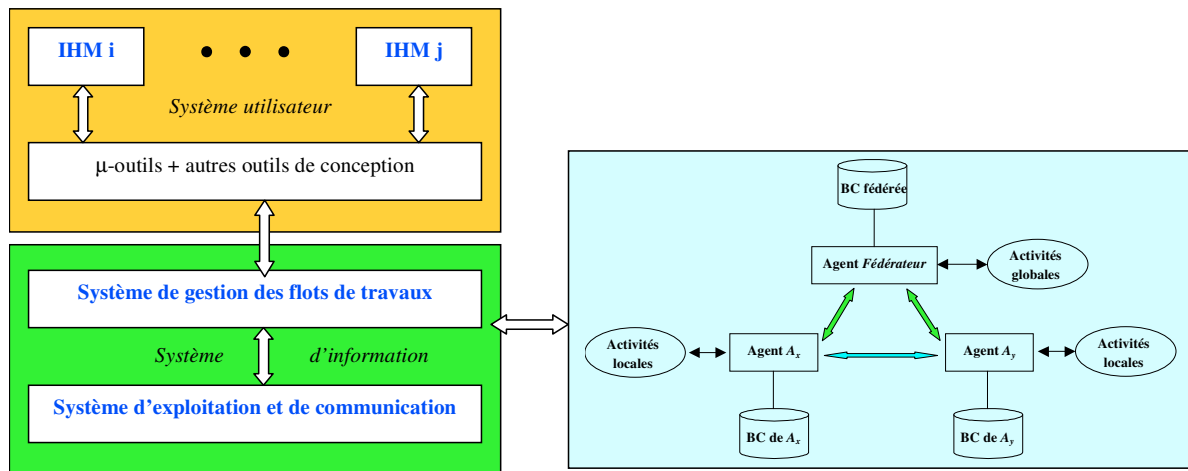 IHM i
• • •
IHM j
Système utilisateur
µ-outils + autres outils de conception
Système de gestion des flots de travaux
Système d’information
Système d’exploitation et de communication
BC fédérée
Agent Fédérateur
Activités
globales
Activités
locales
Agent Ax
Agent Ay
Activités
locales
BC de Ax
BC de Ay